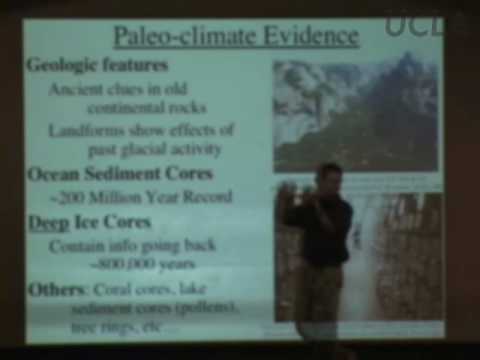 UCLA
Paleo-climate Evidence
Geologic features
Ancient clues in old
continental rocks
Landforms show effects of
past glacial activity
Ocean Sediment Cores
~200 Million Year Record
Deep Ice Cores
Contain info going back
~800,000 years
Others: Coral cores, lake
sediment cores (pollens),
tree rings, etc…